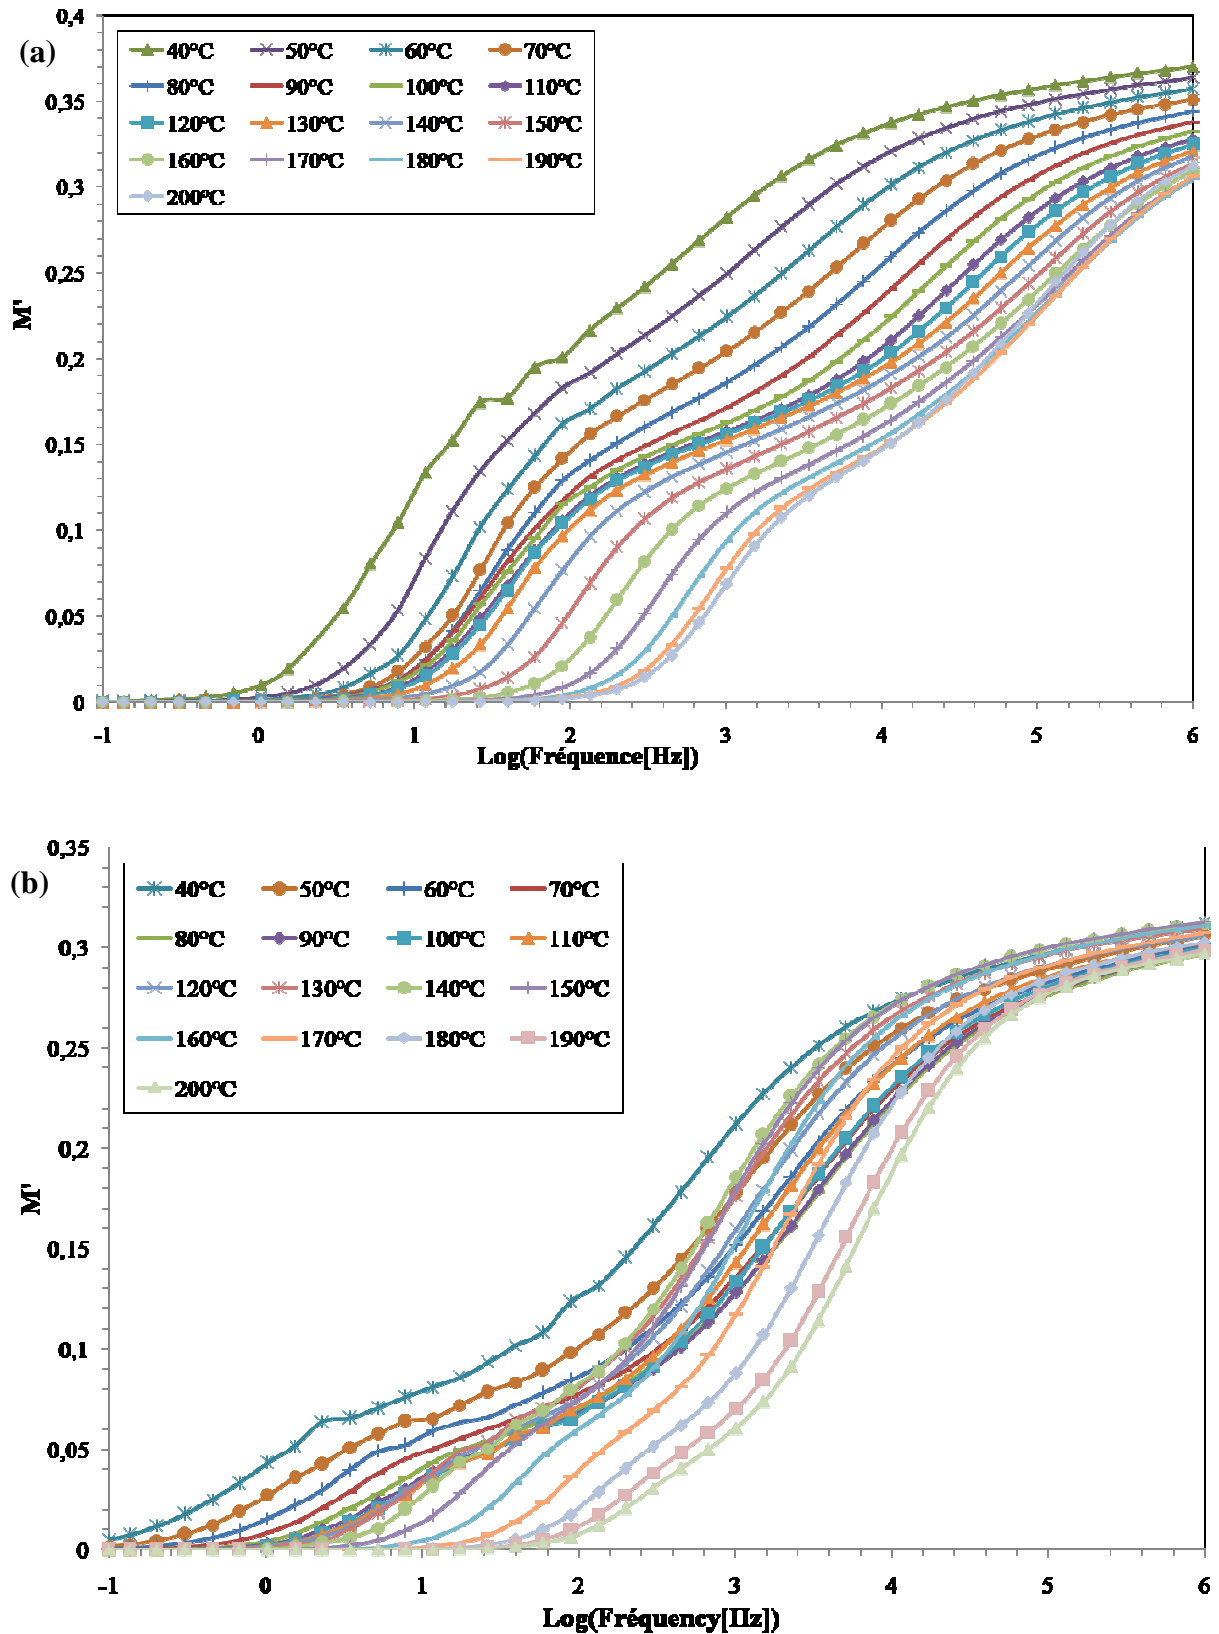 (a)
0,4
0,35
0,3
0,25
0,2
0,15
0,1
0,05
0
M'
40°C 50°C 60°C 70°C
80°C 90°C 100°C 110°C
120°C 130°C 140°C 150°C
160°C 170°C 180°C 190°C
200°C
-1 0 1 2 3 4 5 6
Log(Fréquence[Hz])
(b)
0,35
0,3
0,25
0,2
0,15
0,1
0,05
0
M'
40°C 50°C 60°C 70°C
80°C 90°C 100°C 110°C
120°C 130°C 140°C 150°C
160°C 170°C 180°C 190°C
200°C
-1 0 1 2 3 4 5 6
Log(Fréquency[Hz])